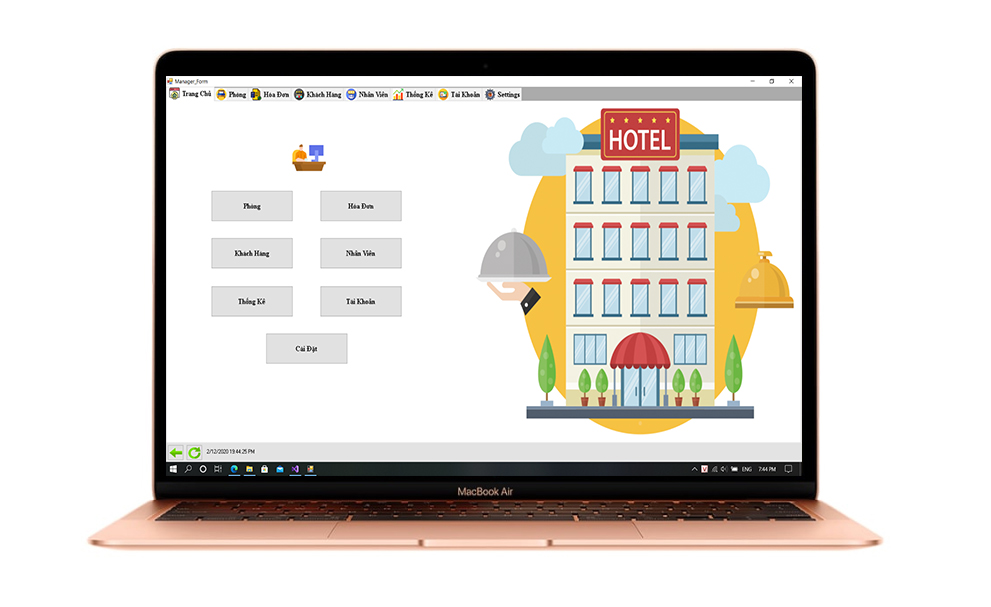 Manager_Form
Trang Chủ Phòng Hóa Đơn Khách Hàng Nhân Viên Thống Kê Tài Khoản Settings
HOTEL
Phòng Hóa Đơn
Khách Hàng Nhân Viên
Thống Kê Tài Khoản
Cài Đặt
2/12/2020 19:44:25 PM
V ENG 7:44 PM
MacBook Air